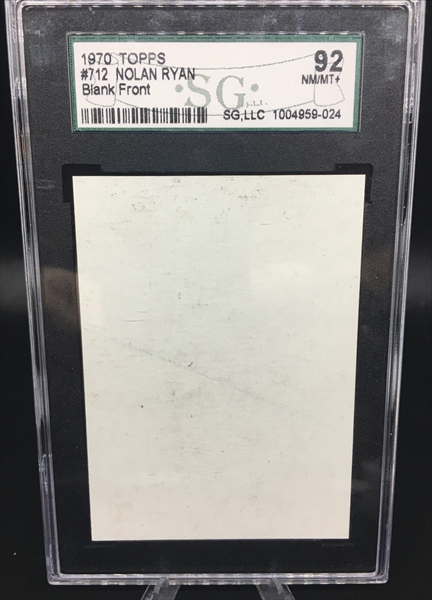 1970 TOPPS
#712 NOLAN RYAN
Blank Front
92
NM/MT+
·SG·
SG,LLC 1004959-024